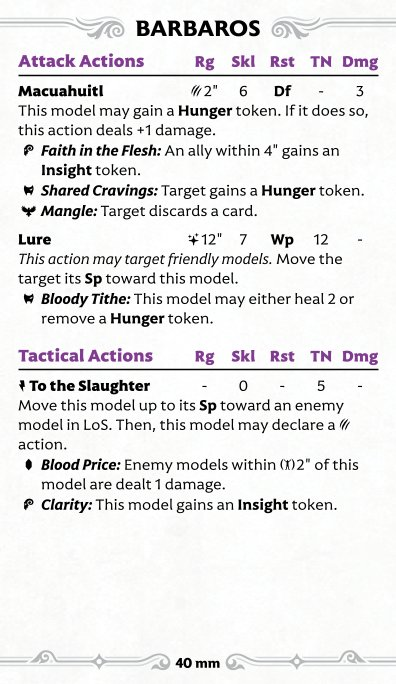 BARBAROS
Attack Actions Rg Skl Rst TN Dmg
Macuahuitl 2" 6 Df - 3
This model may gain a Hunger token. If it does so,
this action deals +1 damage.
Faith in the Flesh: An ally within 4" gains an
Insight token.
Shared Cravings: Target gains a Hunger token.
Mangle: Target discards a card.
Lure 12" 7 Wp 12 -
This action may target friendly models. Move the
target its Sp toward this model.
Bloody Tithe: This model may either heal 2 or
remove a Hunger token.
Tactical Actions Rg Skl Rst TN Dmg
To the Slaughter - 0 - 5 -
Move this model up to its Sp toward an enemy
model in LoS. Then, this model may declare a
action.
Blood Price: Enemy models within 2" of this
model are dealt 1 damage.
Clarity: This model gains an Insight token.
40 mm